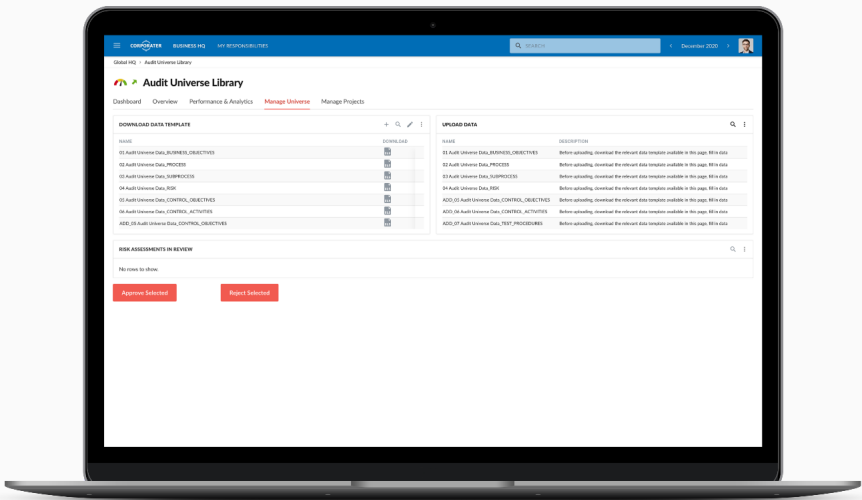 CORPORATER BUSINESS HQ MY RESPONSIBILITIES SEARCH December 2020
Global HQ > Audit Universe Library
Audit Universe Library
Dashboard Overview Performance & Analytics Manage Universe Manage Projects
DOWNLOAD DATA TEMPLATE
NAME DOWNLOAD
01 Audit Universe Data_BUSINESS_OBJECTIVES
02 Audit Universe Data_PROCESS
03 Audit Universe Data_SUBPROCESS
04 Audit Universe Data_RISK
05 Audit Universe Data_CONTROL_OBJECTIVES
06 Audit Universe Data_CONTROL_ACTIVITIES
ADD_05 Audit Universe Data_CONTROL_OBJECTIVES
UPLOAD DATA
NAME DESCRIPTION
01 Audit Universe Data_BUSINESS_OBJECTIVES Before uploading, download the relevant data template available in this page, fill in data
02 Audit Universe Data_PROCESS Before uploading, download the relevant data template available in this page, fill in data
03 Audit Universe Data_SUBPROCESS Before uploading, download the relevant data template available in this page, fill in data
04 Audit Universe Data_RISK Before uploading, download the relevant data template available in this page, fill in data
ADD_05 Audit Universe Data_CONTROL_OBJECTIVES Before uploading, download the relevant data template available in this page, fill in data
ADD_06 Audit Universe Data_CONTROL_ACTIVITIES Before uploading, download the relevant data template available in this page, fill in data
ADD_07 Audit Universe Data_TEST_PROCEDURES Before uploading, download the relevant data template available in this page, fill in data
RISK ASSESSMENTS IN REVIEW
No rows to show
Approve Selected Reject Selected